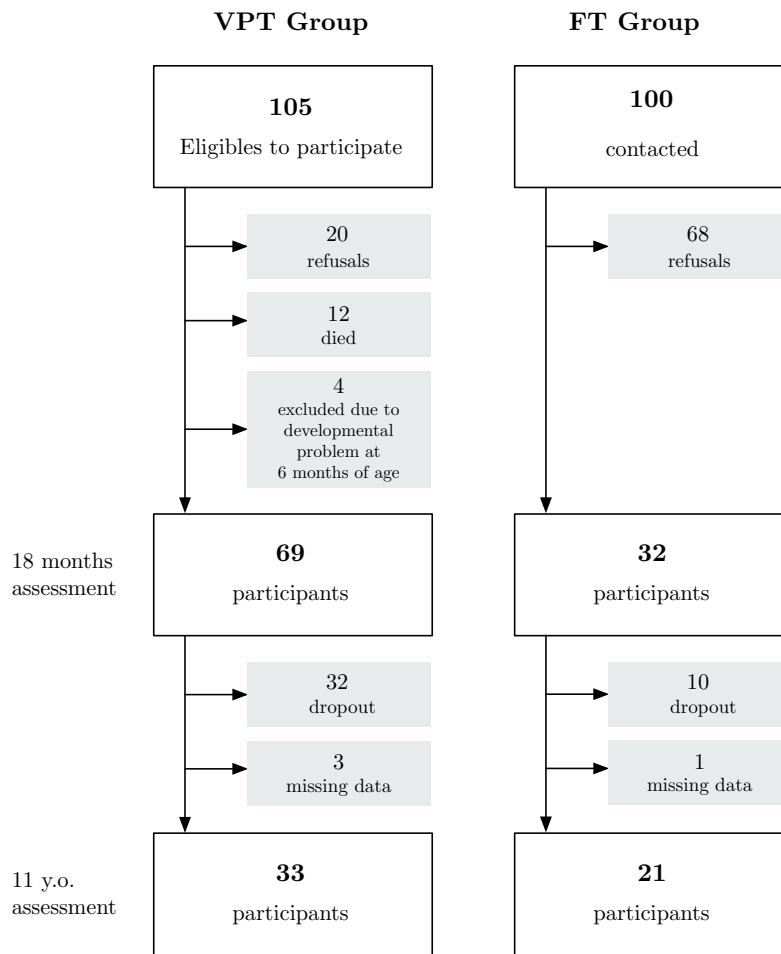 VPT Group
FT Group
105
Eligibles to participate
100
contacted
20
refusals
68
refusals
12
died
4
excluded due to
developmental
problem at
6 months of age
18 months
assessment
69
participants
32
participants
32
dropout
10
dropout
3
missing data
1
missing data
11 y.o.
assessment
33
participants
21
participants